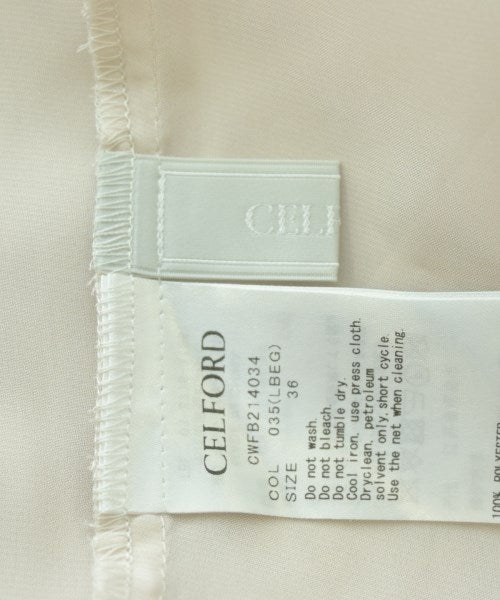 CELF
CELFORD
CWFB214034
COL 035(LBEG)
SIZE 36
Do not wash.
Do not bleach.
Do not tumble dry.
Cool iron, use press cloth.
Dryclean, petroleum
solvent only,short cycle.
Use the net when cleaning.
100% POLYESTER